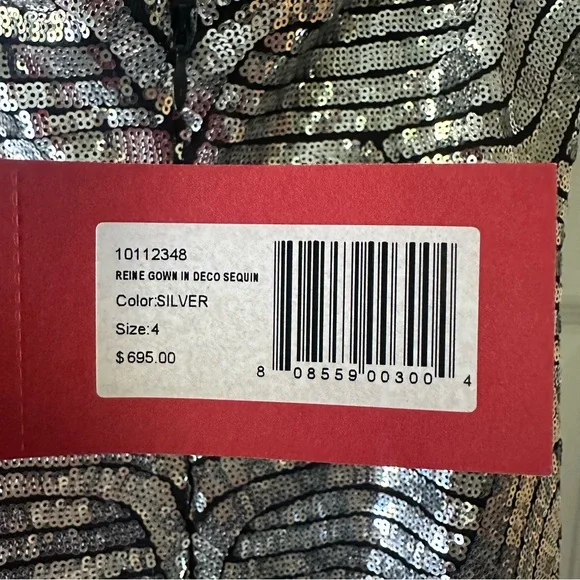 10112348
REINE GOWN IN DECO SEQUIN
Color:SILVER
Size:4
$695.00
8 08559 00300 4